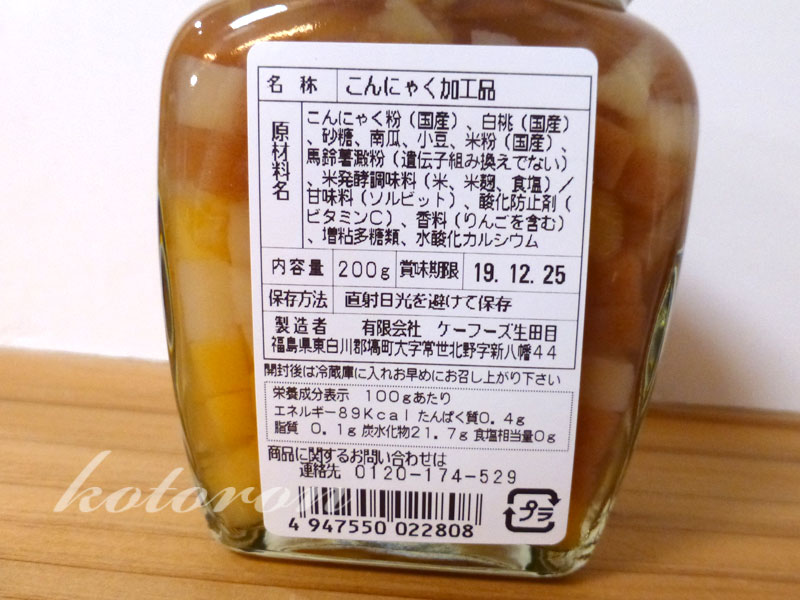 名称 こんにゃく加工品
原材料名
こんにゃく粉（国産）、白桃（国産）
、砂糖、南瓜、小豆、米粉（国産）、
馬鈴薯澱粉（遺伝子組み換えでない）
、米発酵調味料（米、米麹、食塩）／
甘味料（ソルビット）、酸化防止剤（
ビタミンC）、香料（りんごを含む）
、増粘多糖類、水酸化カルシウム
内容量 200g 賞味期限 19.12.25
保存方法 直射日光を避けて保存
製造者 有限会社 ケーフーズ生田目
福島県東白川郡塙町大字常世北野字新八幡44
開封後は冷蔵庫に入れお早めにお召し上がり下さい
栄養成分表示 100gあたり
エネルギー89Kcal たんぱく質0.4g
脂質 0.1g 炭水化物21.7g 食塩相当量0g
商品に関するお問い合わせは
連絡先 0120-174-529
4 947550 022808
プラ
kotoron